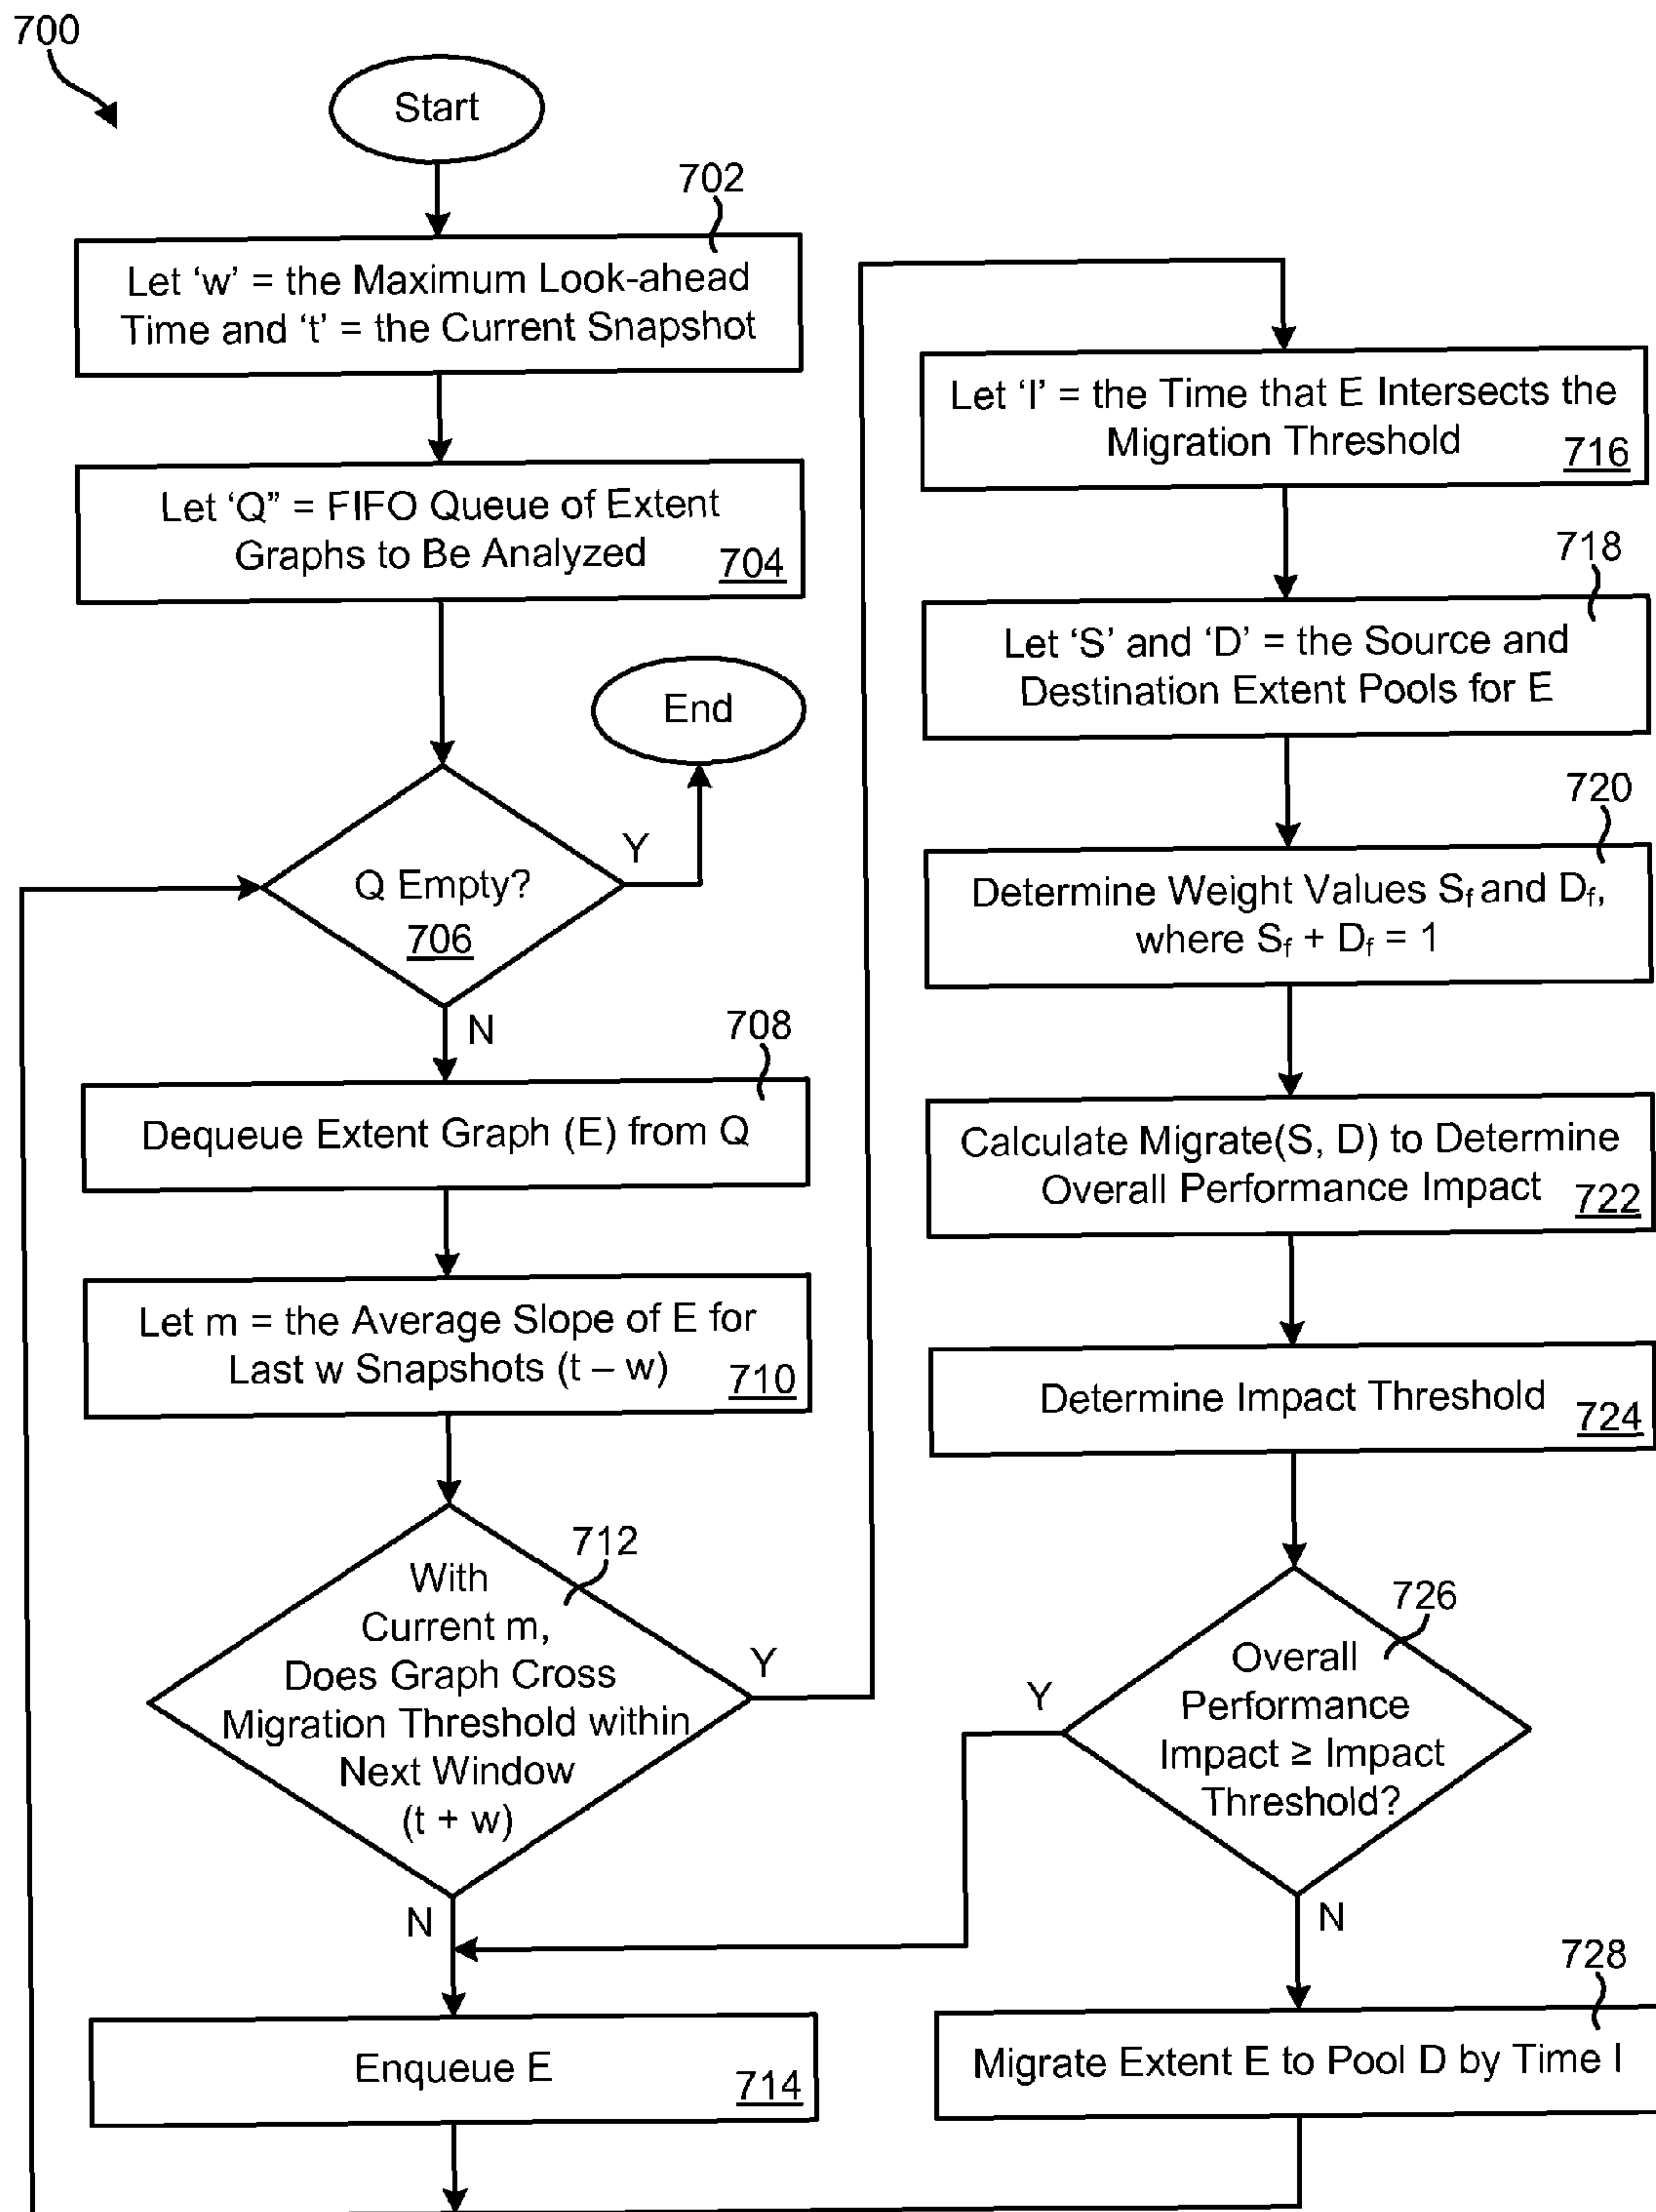 700
Start
702
Let ‘w’ = the Maximum Look-ahead
Time and ‘t’ = the Current Snapshot
Let ‘Q” = FIFO Queue of Extent
Graphs to Be Analyzed
704
End
Q Empty?
706
Y
N
708
Dequeue Extent Graph (E) from Q
Let m = the Average Slope of E for
Last w Snapshots (t – w)
710
712
With
Current m,
Does Graph Cross
Migration Threshold within
Next Window
(t + w)
Y
N
Enqueue E
714
Let ‘I’ = the Time that E Intersects the
Migration Threshold
716
718
Let ‘S’ and ‘D’ = the Source and
Destination Extent Pools for E
720
Determine Weight Values Sf and Df,
where Sf + Df = 1
Calculate Migrate(S, D) to Determine
Overall Performance Impact
722
Determine Impact Threshold
724
726
Overall
Performance
Impact ≥ Impact
Threshold?
Y
N
728
Migrate Extent E to Pool D by Time I